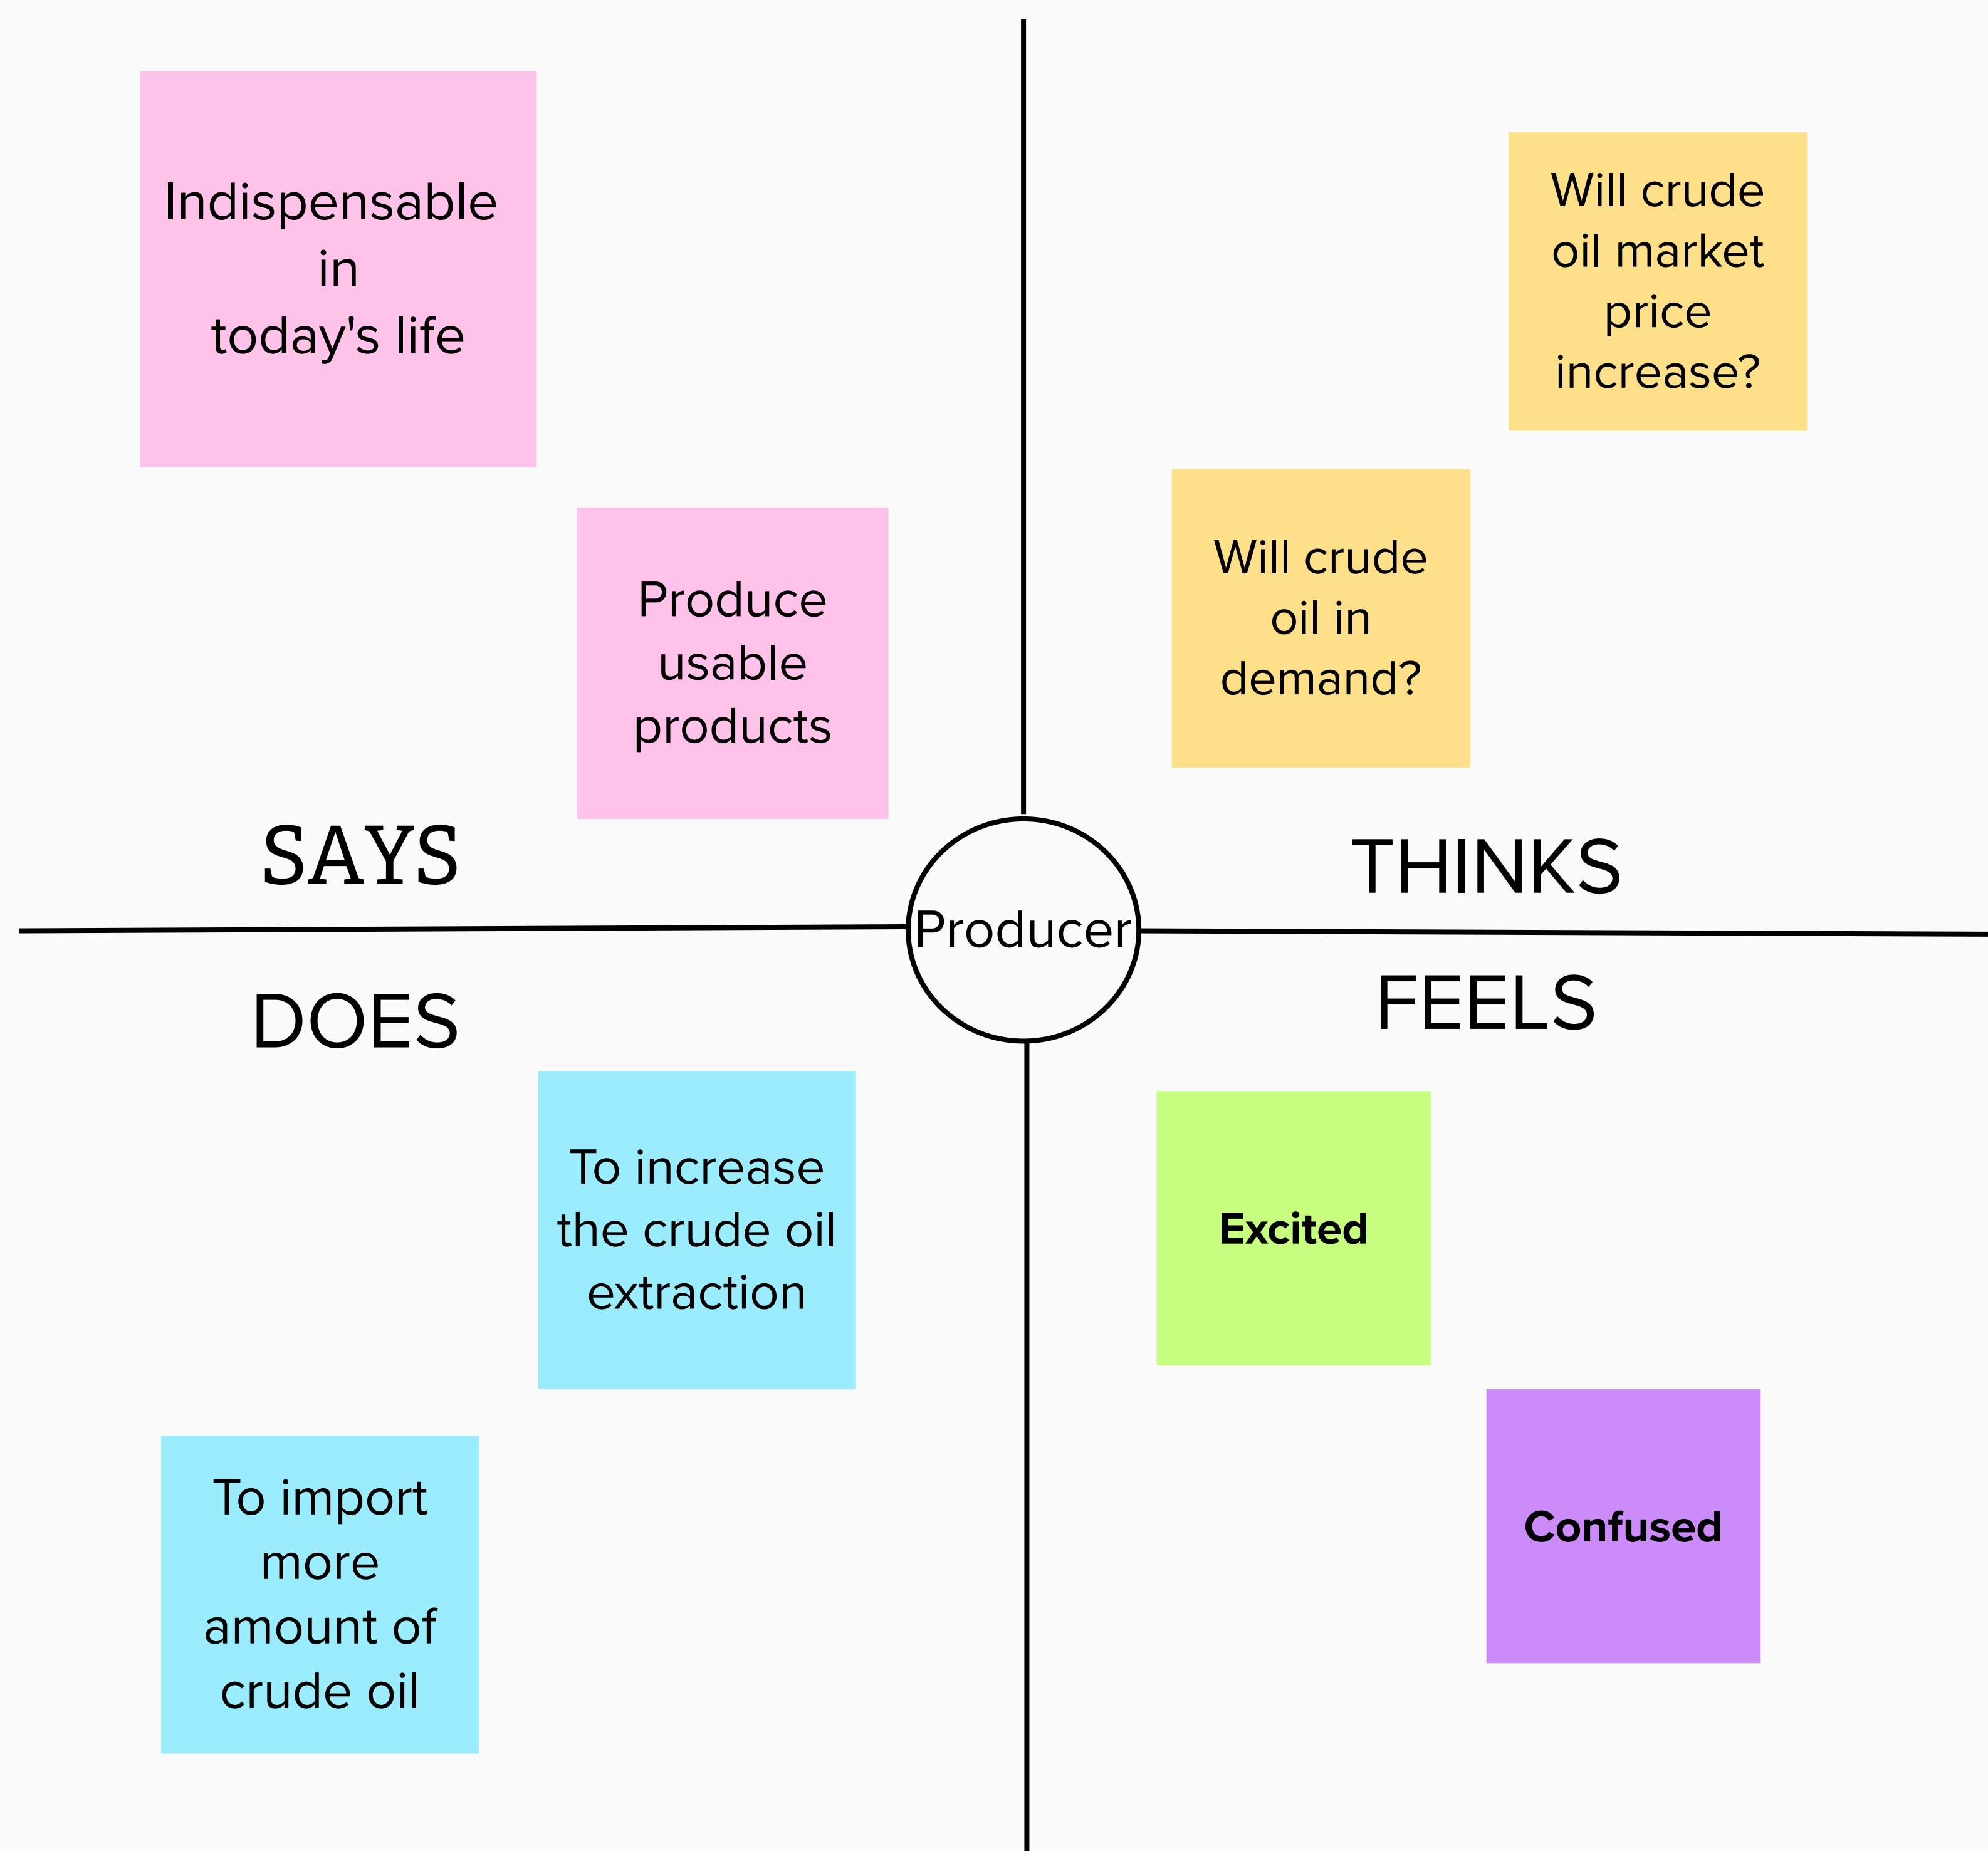 Indispensable
in
today's life
Produce
usable
products
SAYS
Will crude
oil market
price
increase?
Will crude
oil in
demand?
THINKS
Producer
DOES
To increase
the crude oil
extraction
To import
more
amount of
crude oil
FEELS
Excited
Confused